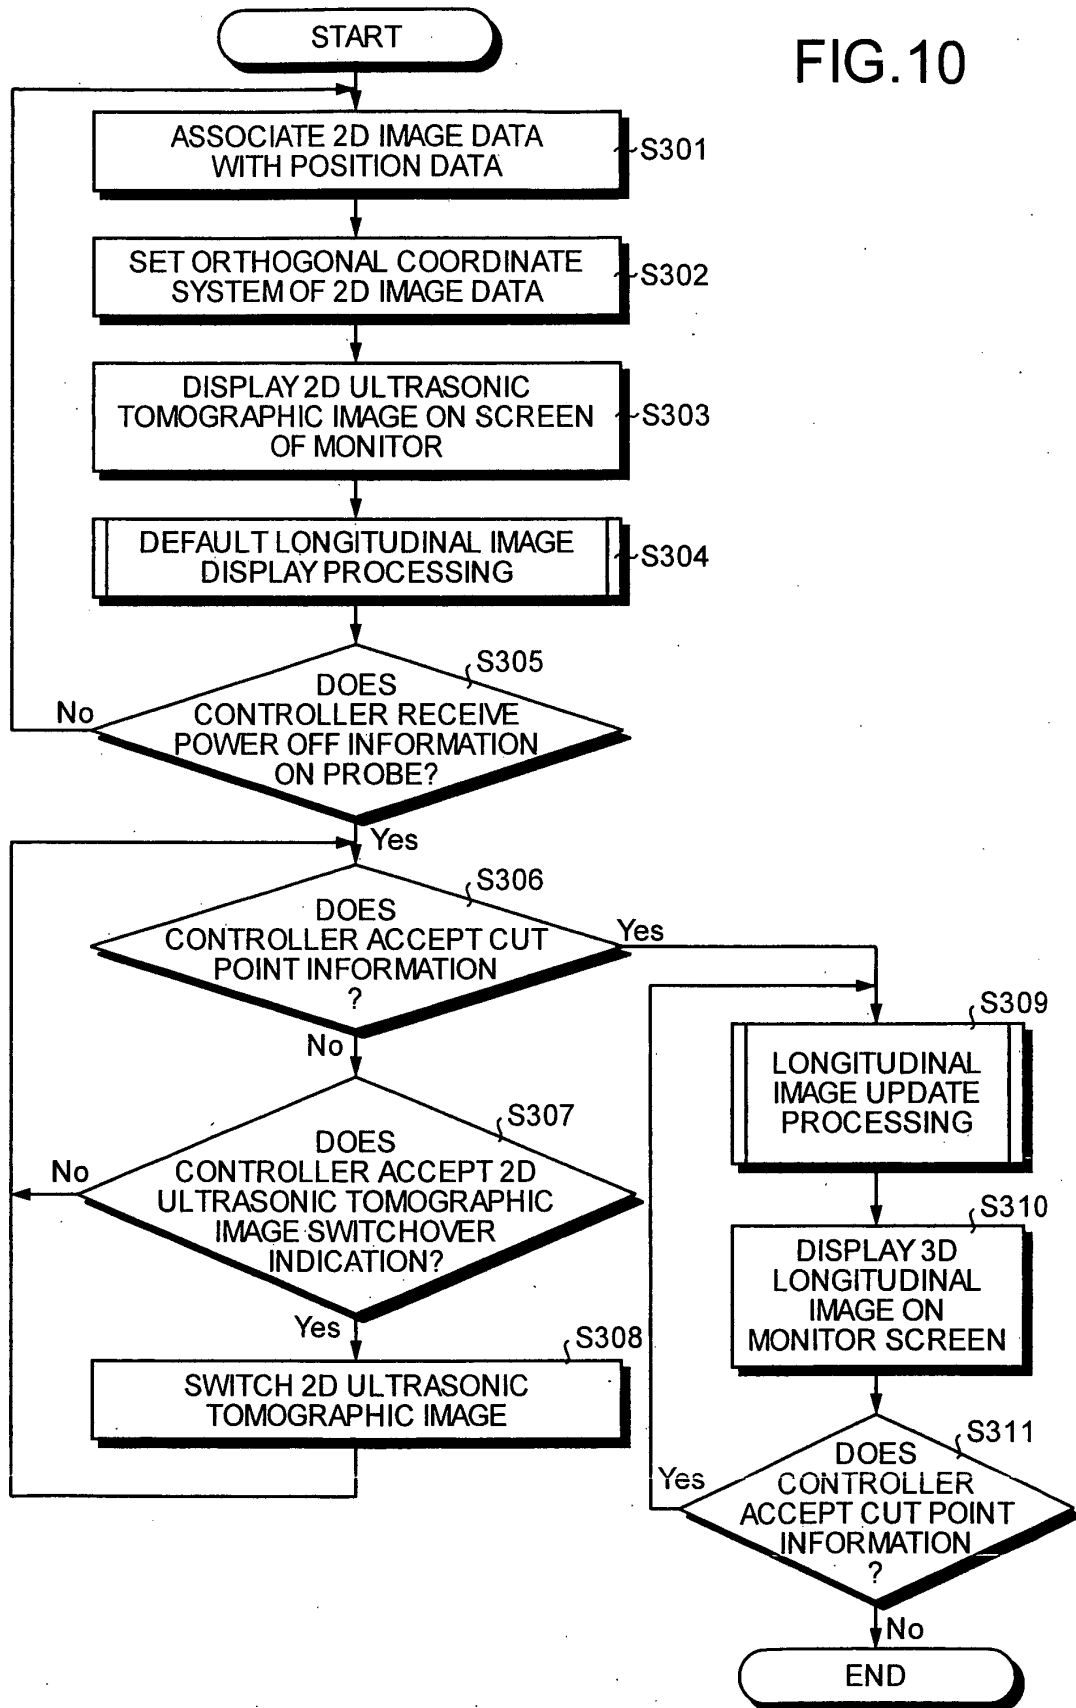 START
FIG.10
ASSOCIATE 2D IMAGE DATA
WITH POSITION DATA
S301
SET ORTHOGONAL COORDINATE
SYSTEM OF 2D IMAGE DATA
S302
DISPLAY 2D ULTRASONIC
TOMOGRAPHIC IMAGE ON SCREEN
OF MONITOR
S303
DEFAULT LONGITUDINAL IMAGE
DISPLAY PROCESSING
S304
S305
DOES
CONTROLLER RECEIVE
POWER OFF INFORMATION
ON PROBE?
No
Yes
S306
DOES
CONTROLLER ACCEPT CUT
POINT INFORMATION
?
Yes
No
S307
DOES
CONTROLLER ACCEPT 2D
ULTRASONIC TOMOGRAPHIC
IMAGE SWITCHOVER
INDICATION?
No
Yes
S308
SWITCH 2D ULTRASONIC
TOMOGRAPHIC IMAGE
S309
LONGITUDINAL
IMAGE UPDATE
PROCESSING
S310
DISPLAY 3D
LONGITUDINAL
IMAGE ON
MONITOR SCREEN
S311
DOES
CONTROLLER
ACCEPT CUT POINT
INFORMATION
?
Yes
No
END